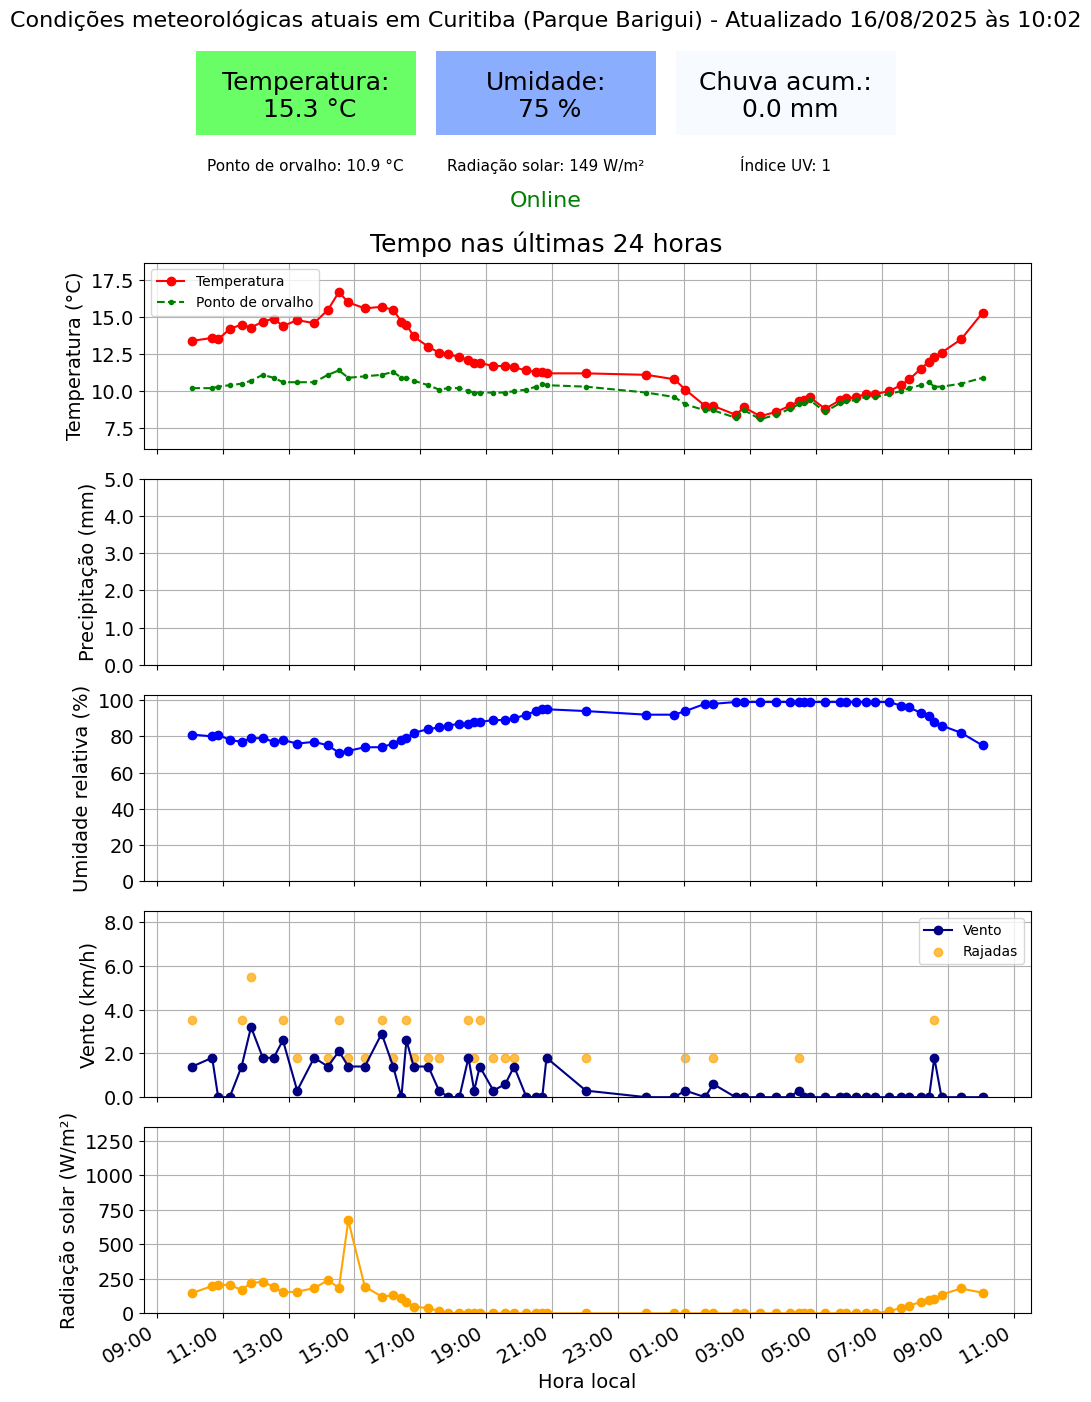 Condições meteorológicas atuais em Curitiba (Parque Barigui) - Atualizado 16/08/2025 às 10:02
Temperatura:
15.3 °C
Umidade:
75 %
Chuva acum.:
0.0 mm
Ponto de orvalho: 10.9 °C
Radiação solar: 149 W/m²
Índice UV: 1
Online
Tempo nas últimas 24 horas
Temperatura (°C)
17.5
15.0
12.5
10.0
7.5
Temperatura
Ponto de orvalho
Precipitação (mm)
5.0
4.0
3.0
2.0
1.0
0.0
Umidade relativa (%)
100
80
60
40
20
0
Vento (km/h)
8.0
6.0
4.0
2.0
0.0
Vento
Rajadas
Radiação solar (W/m²)
1250
1000
750
500
250
0
09:00
11:00
13:00
15:00
17:00
19:00
21:00
23:00
01:00
03:00
05:00
07:00
09:00
11:00
Hora local